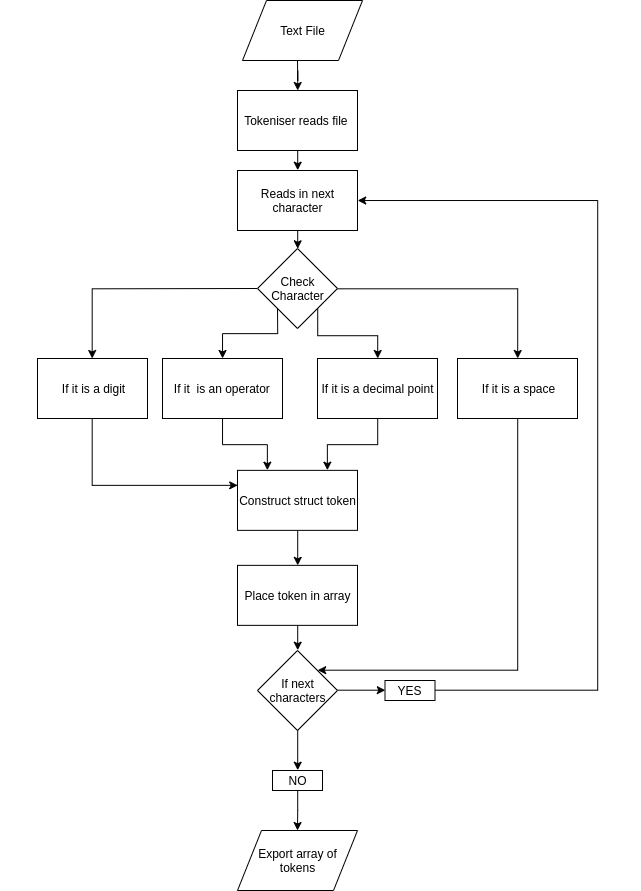 Text File
Tokeniser reads file
Reads in next
character
Check
Character
If it is a digit
If it  is an operator
If it is a decimal point
If it is a space
Construct struct token
Place token in array
If next
characters
YES
NO
Export array of
tokens